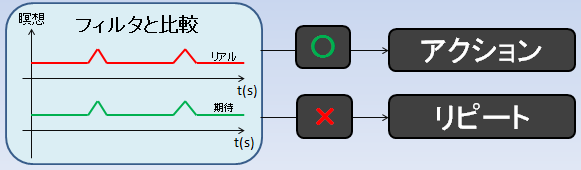 フィルタと比較
瞑想
リアル
t(s)
期待
t(s)
○
アクション
×
リピート